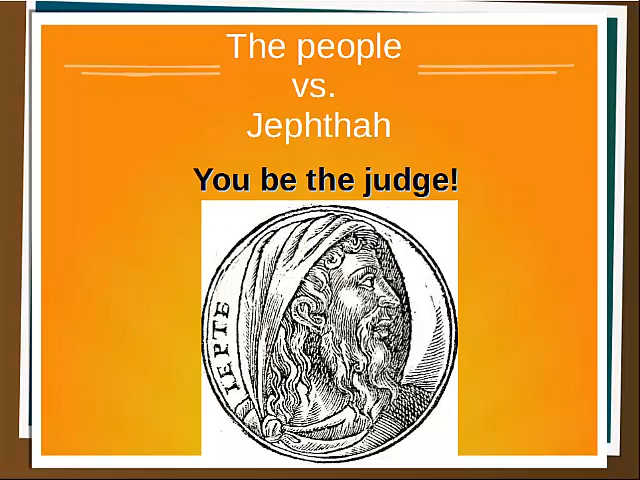 The people
vs.
Jephthah
You be the judge!
IEPTE